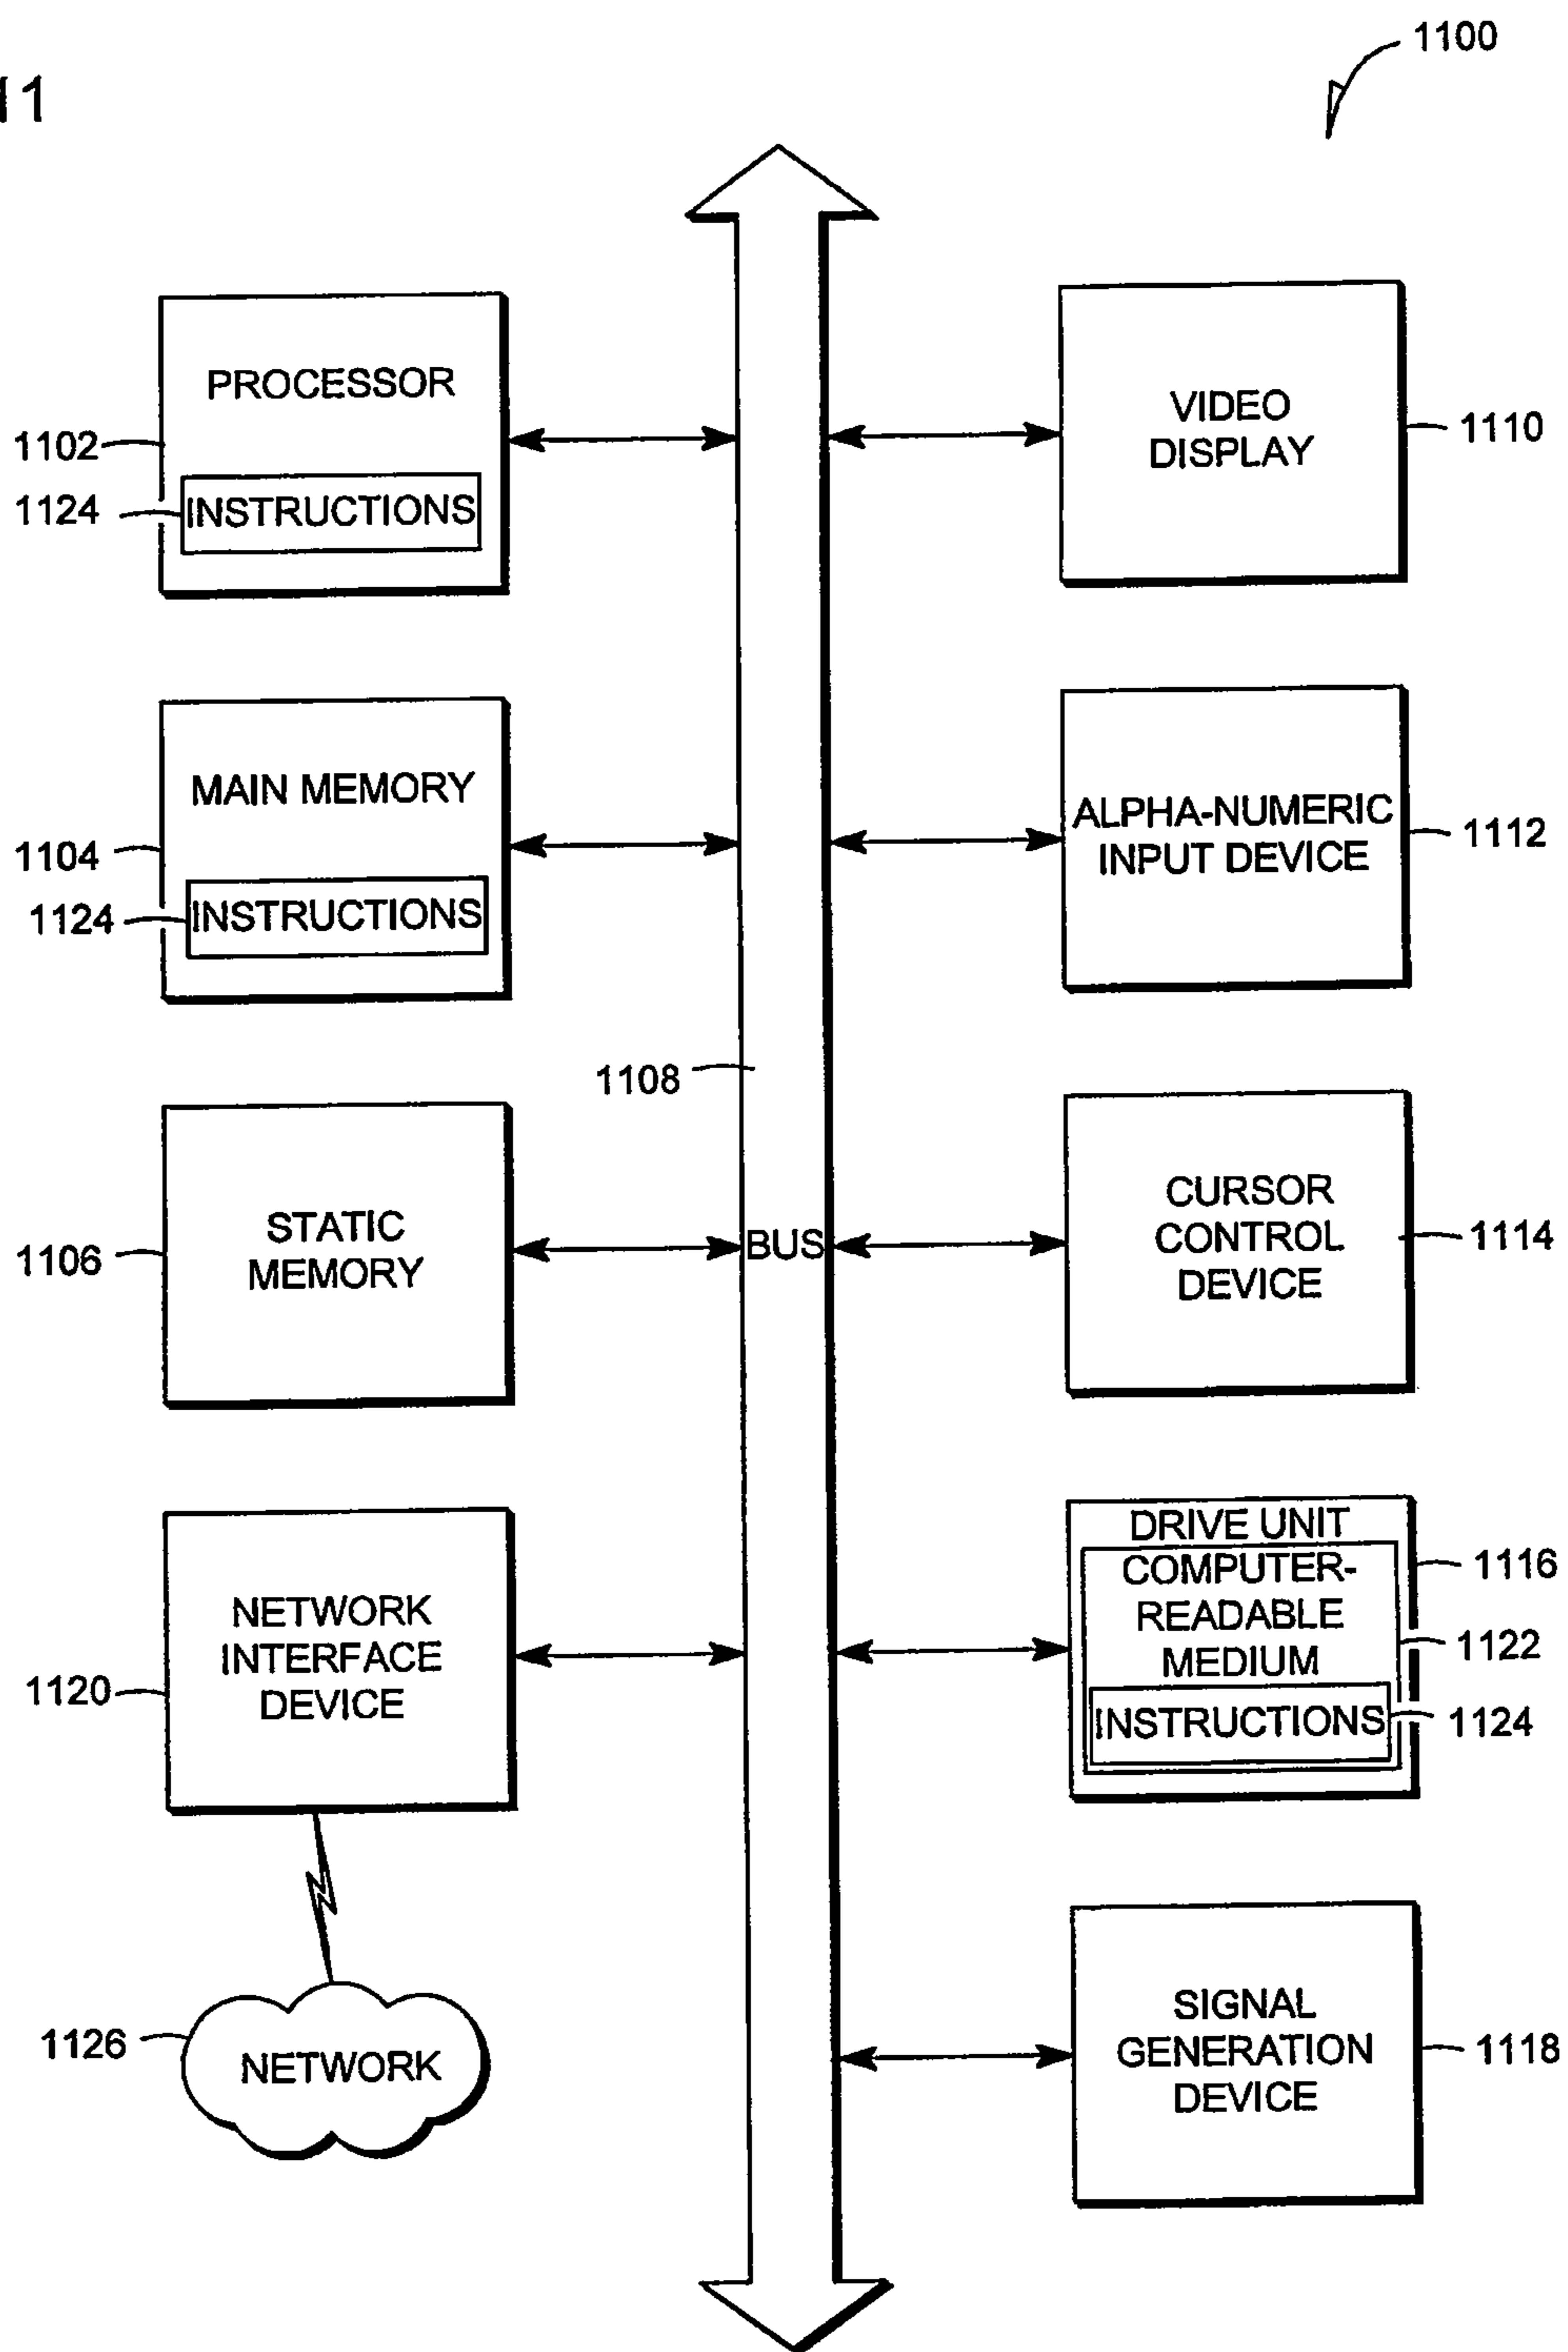 11
1100
PROCESSOR
1102
1124
INSTRUCTIONS
MAIN MEMORY
1104
1124
INSTRUCTIONS
STATIC
MEMORY
1106
NETWORK
INTERFACE
DEVICE
1120
1126
NETWORK
1108
BUS
VIDEO
DISPLAY
1110
ALPHA-NUMERIC
INPUT DEVICE
1112
CURSOR
CONTROL
DEVICE
1114
DRIVE UNIT
1116
COMPUTER-
READABLE
MEDIUM
1122
INSTRUCTIONS
1124
SIGNAL
GENERATION
DEVICE
1118